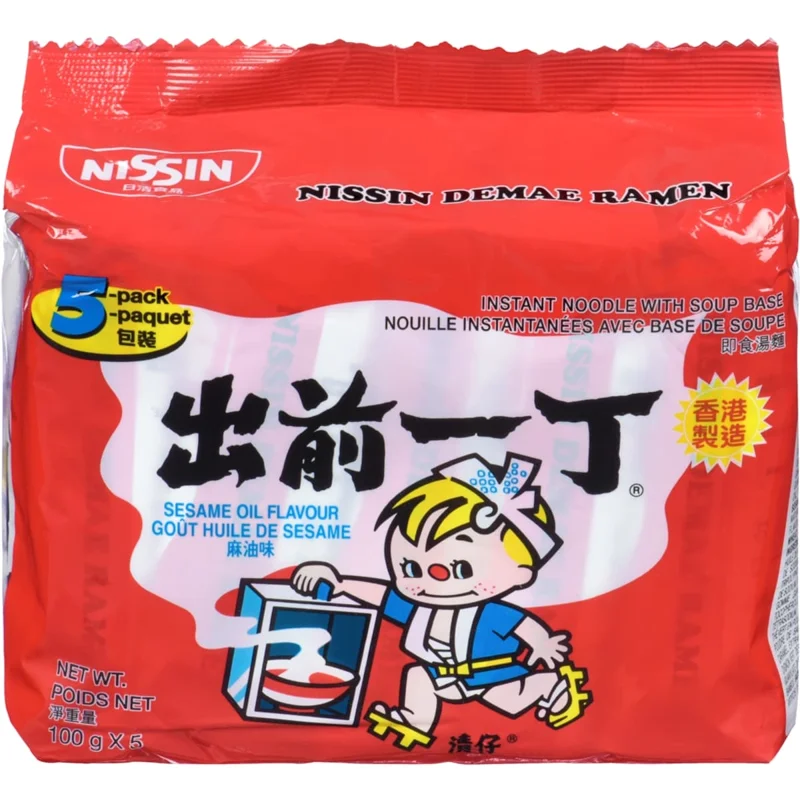 NISSIN
日清食品
NISSIN DEMAE RAMEN
5-pack
-paquet
包裝
INSTANT NOODLE WITH SOUP BASE
NOUILLE INSTANTANÉES AVEC BASE DE SOUPE
即食湯麵
出前一丁®
香港
製造
SESAME OIL FLAVOUR
GOÛT HUILE DE SESAME
麻油味
NET WT.
POIDS NET
淨重量
100 g X 5
清仔®